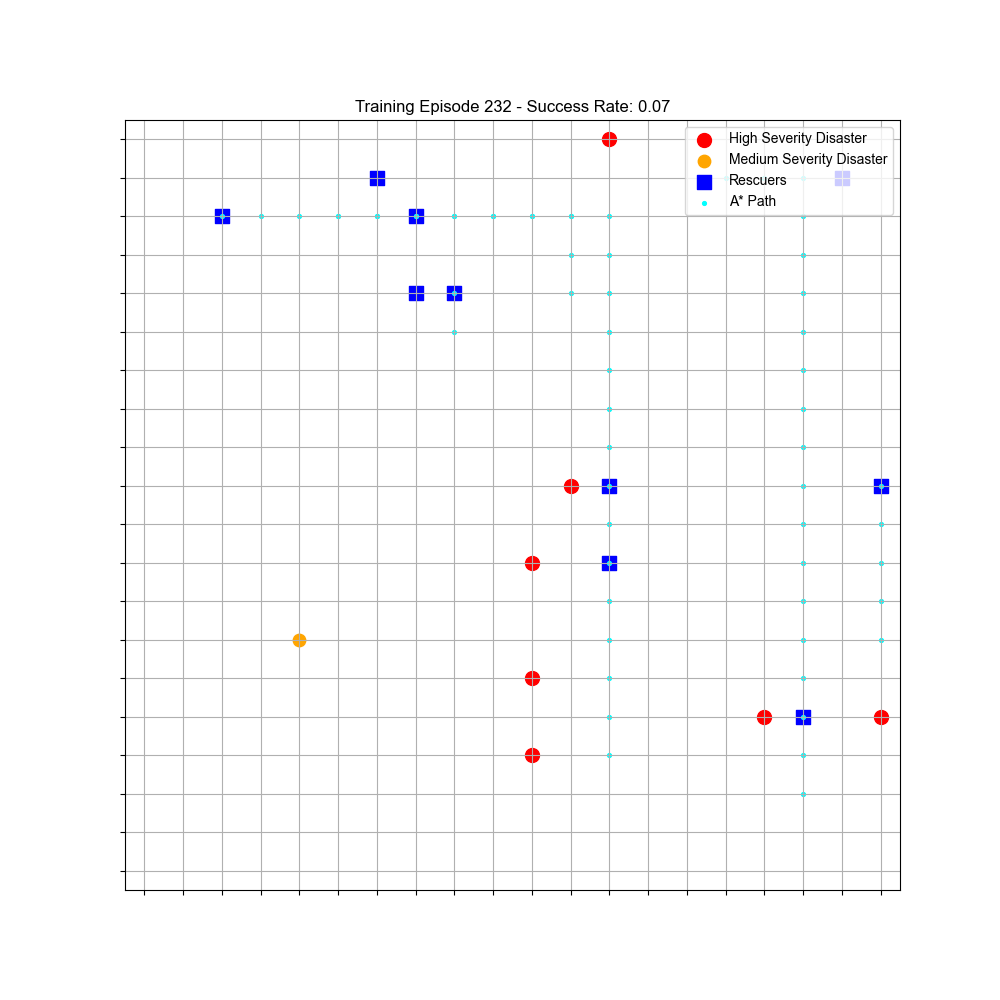 Training Episode 232 - Success Rate: 0.07
High Severity Disaster
Medium Severity Disaster
Rescuers
A* Path